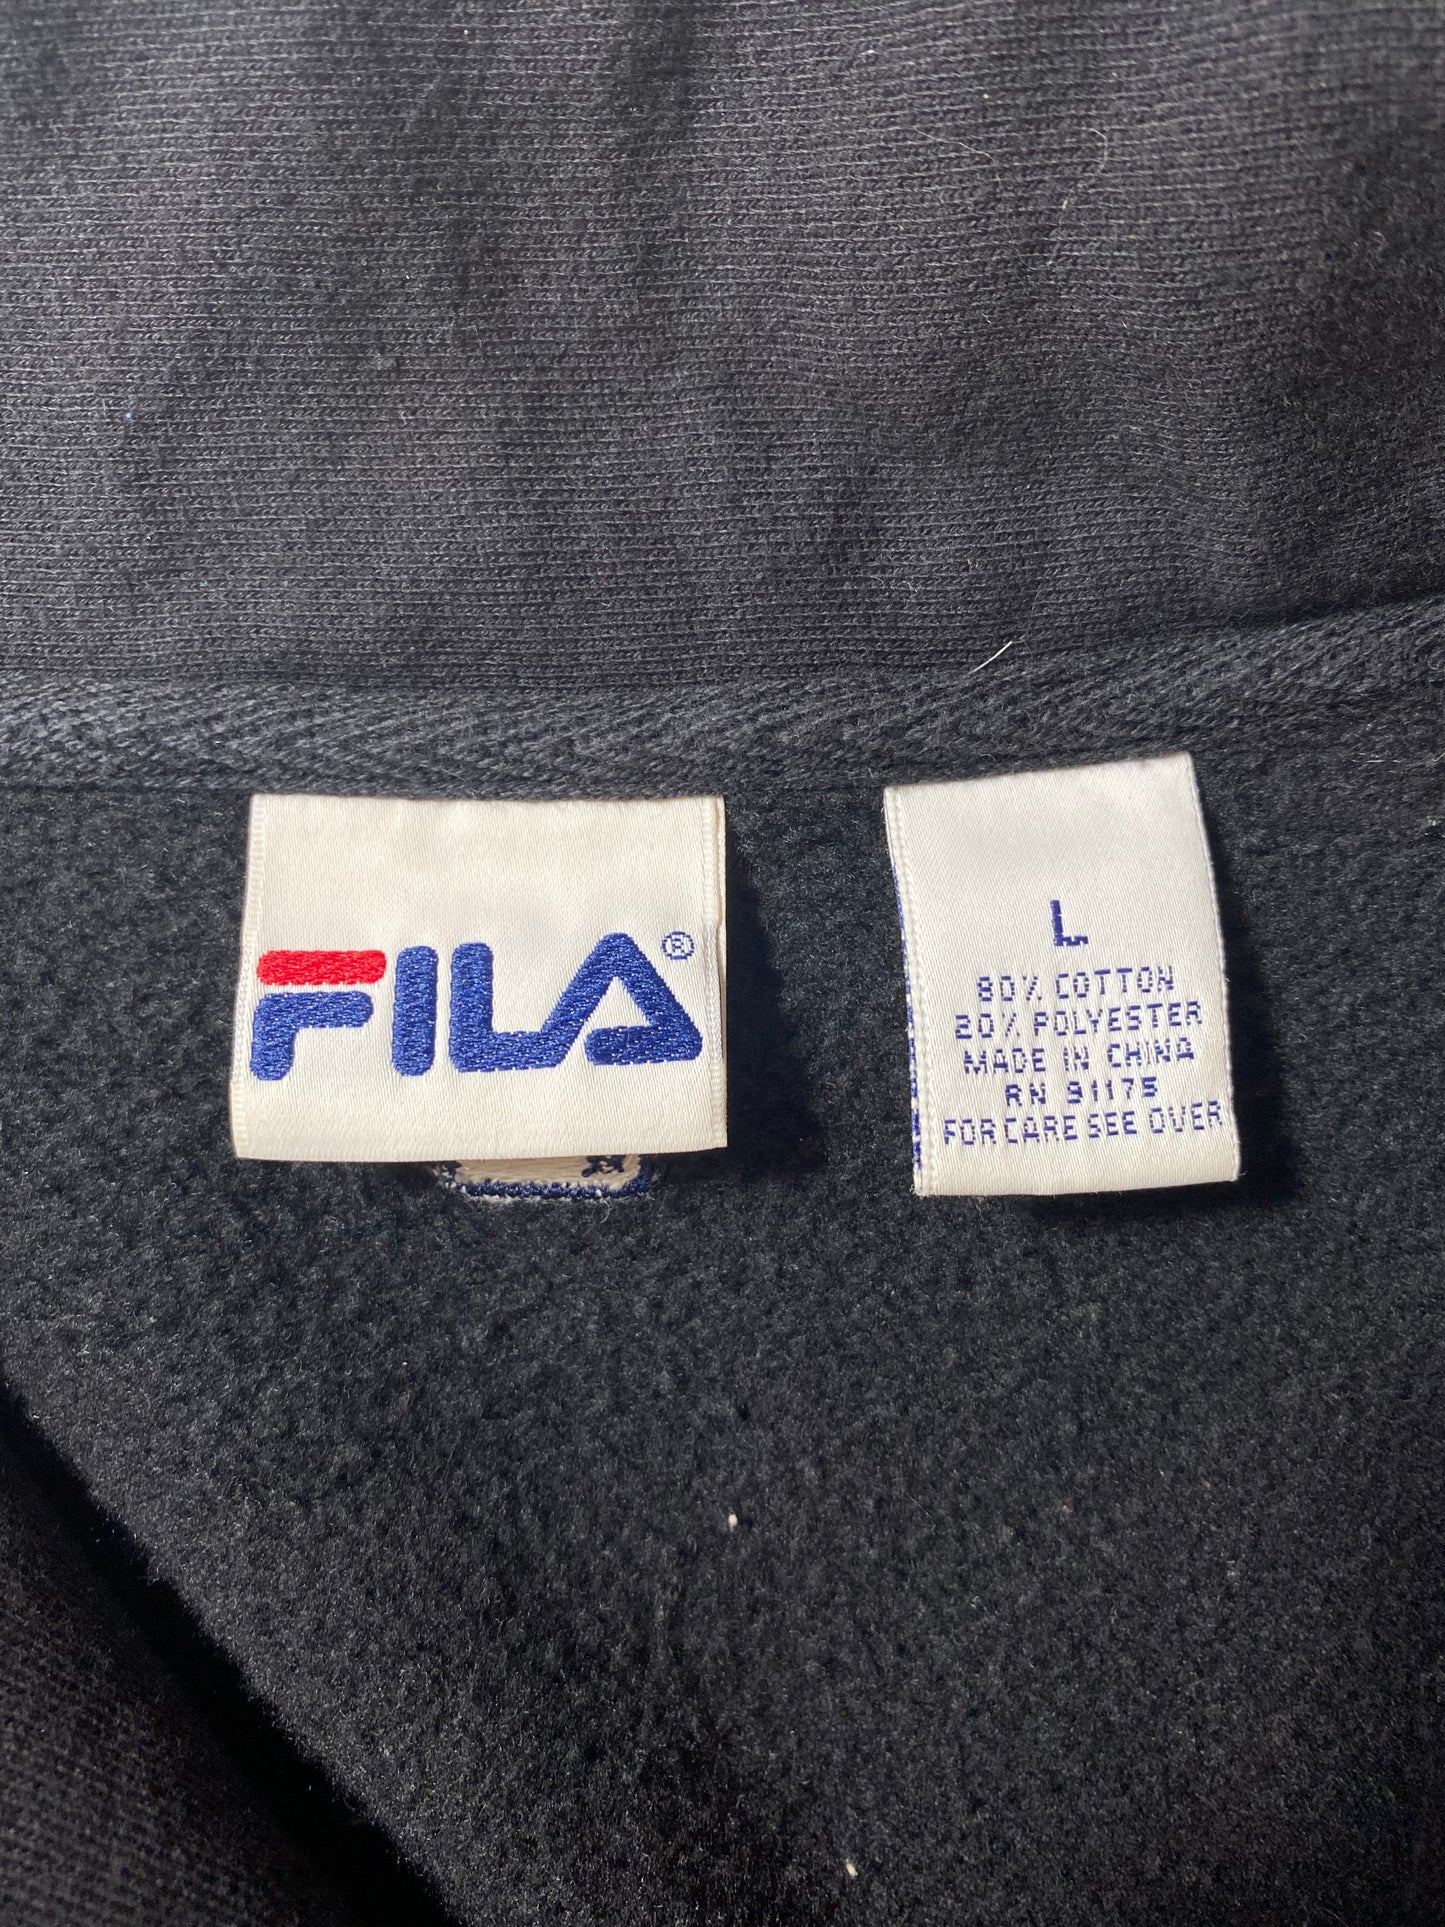 FILA®
L
80% COTTON
20% POLYESTER
MADE IN CHINA
RN 91175
FOR CARE SEE OVER